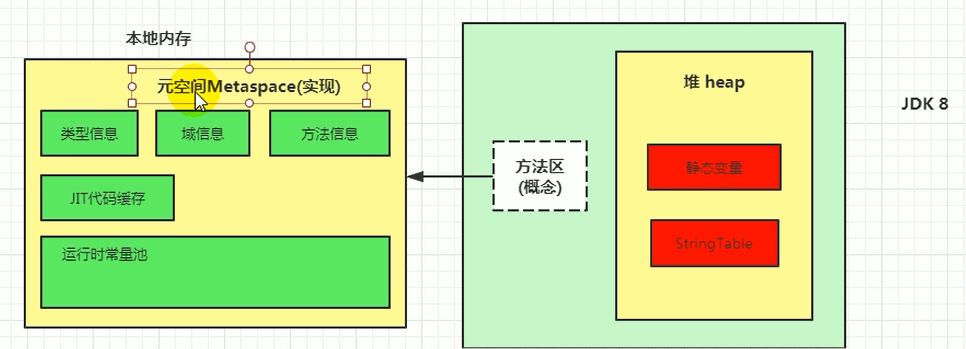 本地内存
元空间Metaspace(实现)
类型信息
域信息
方法信息
JIT代码缓存
运行时常量池
方法区
(概念)
堆 heap
静态变量
StringTable
JDK 8